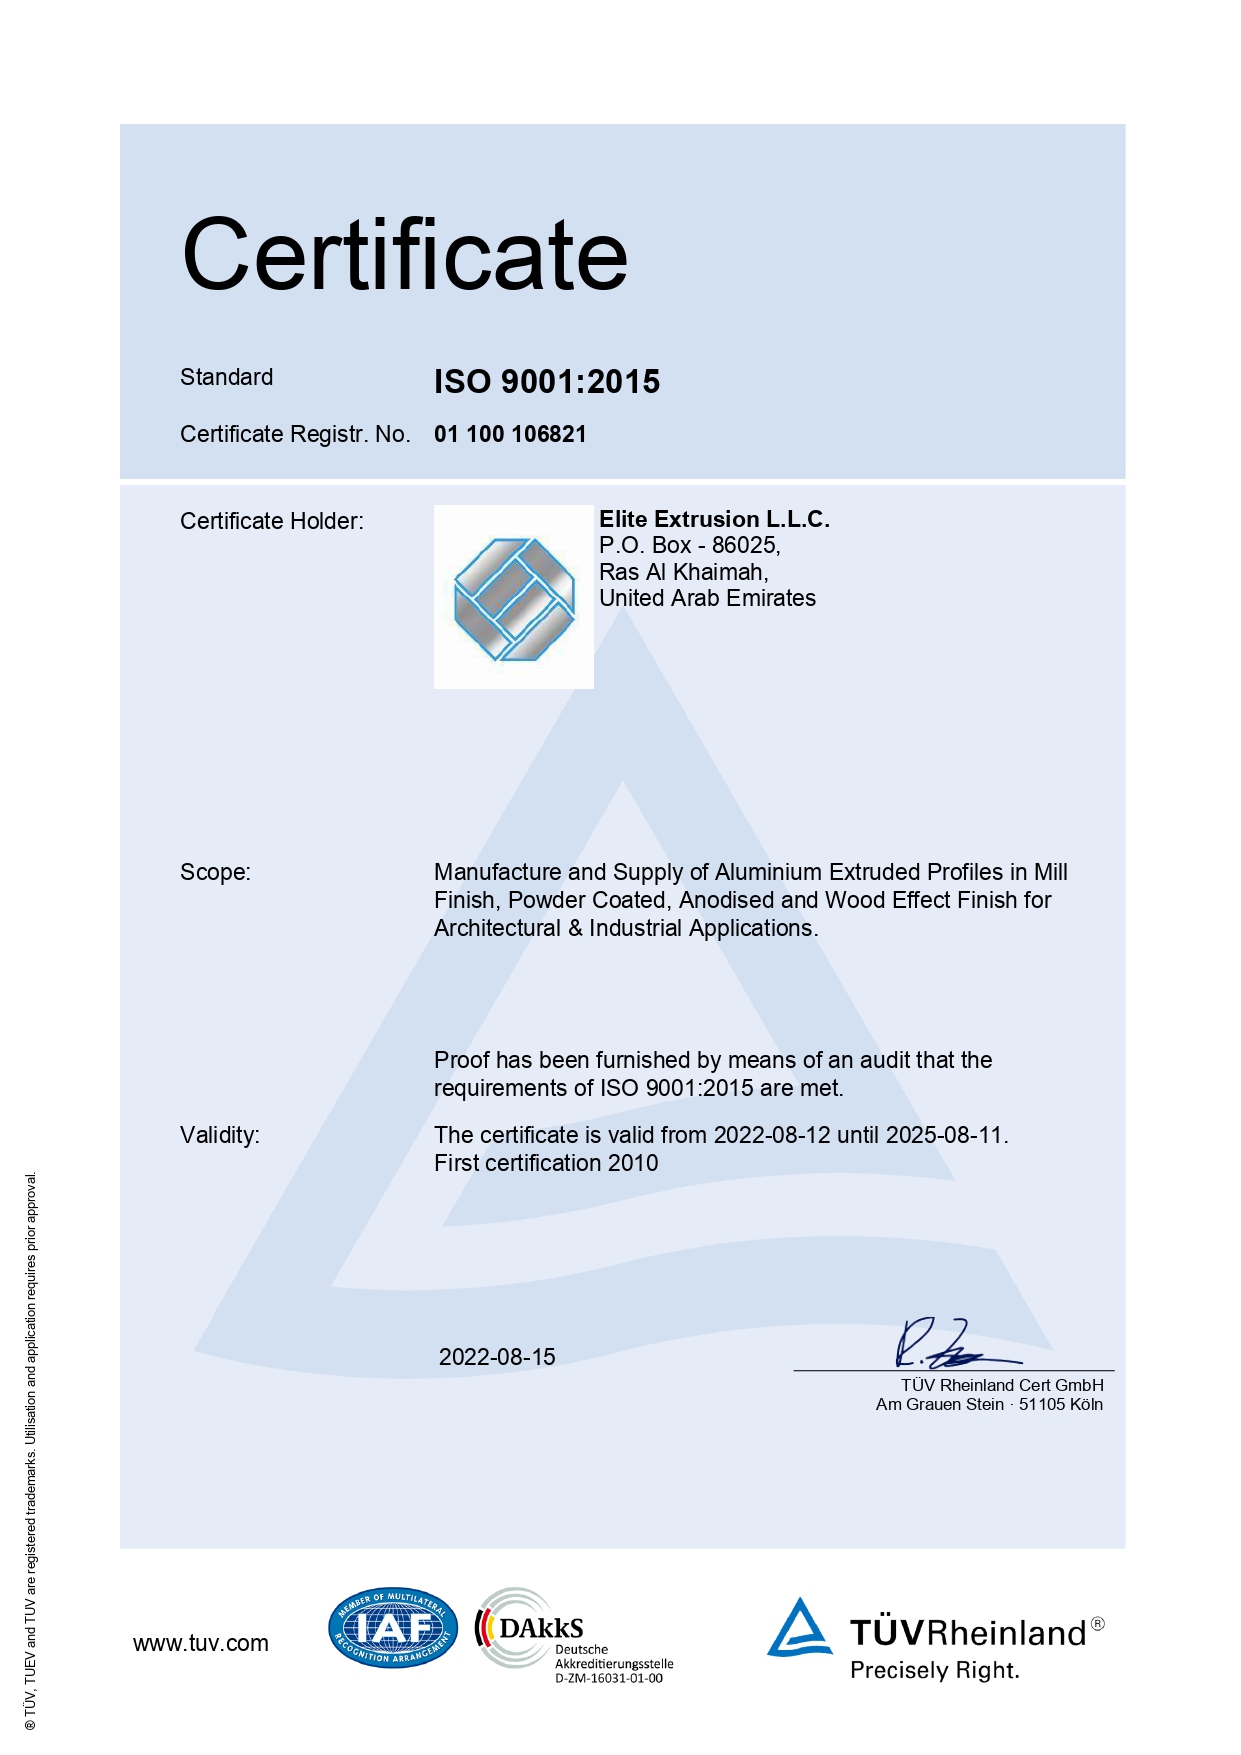 Certificate
Standard
ISO 9001:2015
Certificate Registr. No.
01 100 106821
Certificate Holder:
Elite Extrusion L.L.C.
P.O. Box - 86025,
Ras Al Khaimah,
United Arab Emirates
Scope:
Manufacture and Supply of Aluminium Extruded Profiles in Mill
Finish, Powder Coated, Anodised and Wood Effect Finish for
Architectural & Industrial Applications.
Proof has been furnished by means of an audit that the
requirements of ISO 9001:2015 are met.
Validity:
The certificate is valid from 2022-08-12 until 2025-08-11.
First certification 2010
2022-08-15
TÜV Rheinland Cert GmbH
Am Grauen Stein · 51105 Köln
® TÜV, TUEV and TUV are registered trademarks. Utilisation and application requires prior approval.
www.tuv.com
MEMBER OF MULTILATERAL
IAF
RECOGNITION ARRANGEMENT
DAkkS
Deutsche
Akkreditierungsstelle
D-ZM-16031-01-00
TÜVRheinland®
Precisely Right.